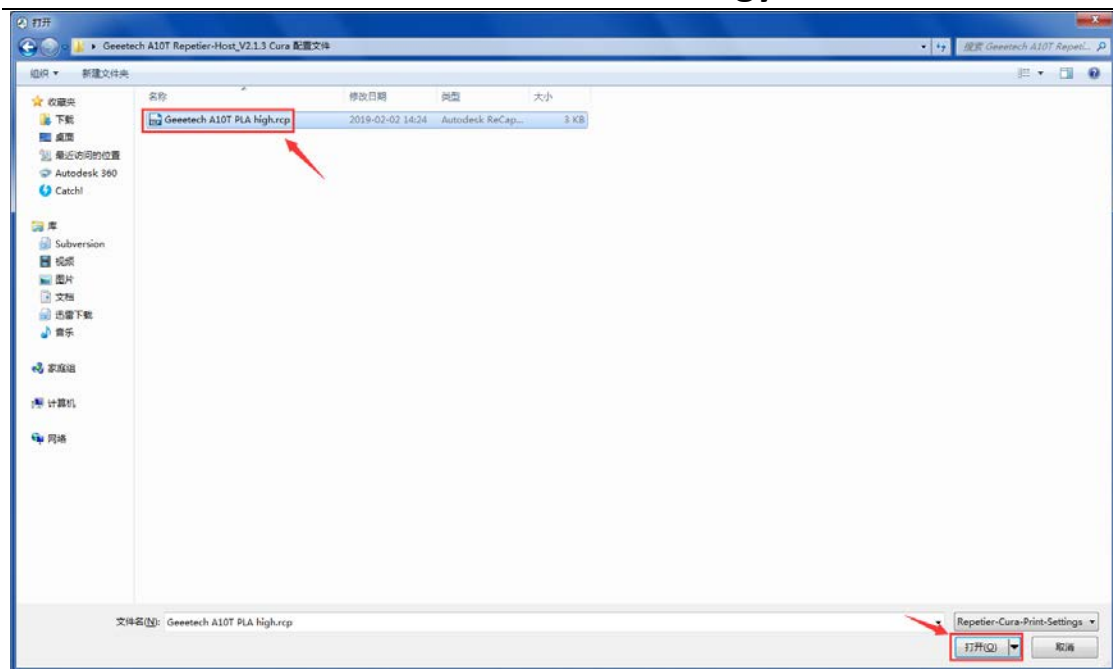 打开
Geeetech A10T Repetier-Host_V2.1.3 Cura 配置文件
搜索 Geeetech A10T Repeti...
组织 新建文件夹
名称 修改日期 类型 大小
Geeetech A10T PLA high.rcp 2019-02-02 14:24 Autodesk ReCap... 3 KB
收藏夹
下载
桌面
最近访问的位置
Autodesk 360
Catch!
库
Subversion
视频
图片
文档
迅雷下载
音乐
家庭组
计算机
网络
文件名(N): Geeetech A10T PLA high.rcp
Repetier-Cura-Print-Settings
打开(O) 取消